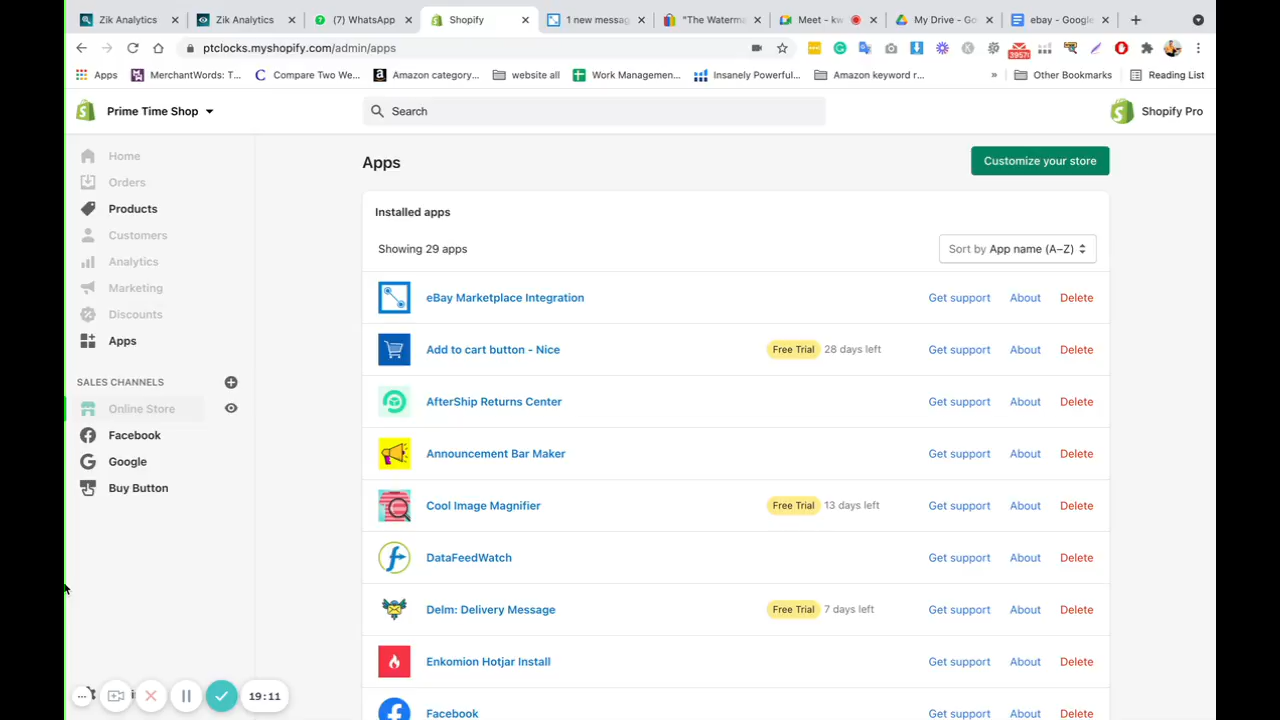 Zik Analytics
Zik Analytics
(7) WhatsApp
Shopify
1 new messag
"The Waterma
Meet - kw
My Drive - Go
ebay - Google
ptclocks.myshopify.com/admin/apps
Apps
MerchantWords: T...
Compare Two We...
Amazon category...
website all
Work Managemen...
Insanely Powerful...
Amazon keyword r...
»
Other Bookmarks
Reading List
Prime Time Shop
Search
Shopify Pro
Home
Orders
Products
Customers
Analytics
Marketing
Discounts
Apps
SALES CHANNELS
Online Store
Facebook
Google
Buy Button
Apps
Customize your store
Installed apps
Showing 29 apps
Sort by App name (A–Z)
eBay Marketplace Integration
Get support About Delete
Add to cart button - Nice
Free Trial 28 days left
Get support About Delete
AfterShip Returns Center
Get support About Delete
Announcement Bar Maker
Get support About Delete
Cool Image Magnifier
Free Trial 13 days left
Get support About Delete
DataFeedWatch
Get support About Delete
Delm: Delivery Message
Free Trial 7 days left
Get support About Delete
Enkomion Hotjar Install
Get support About Delete
Facebook
Get support About Delete
19:11